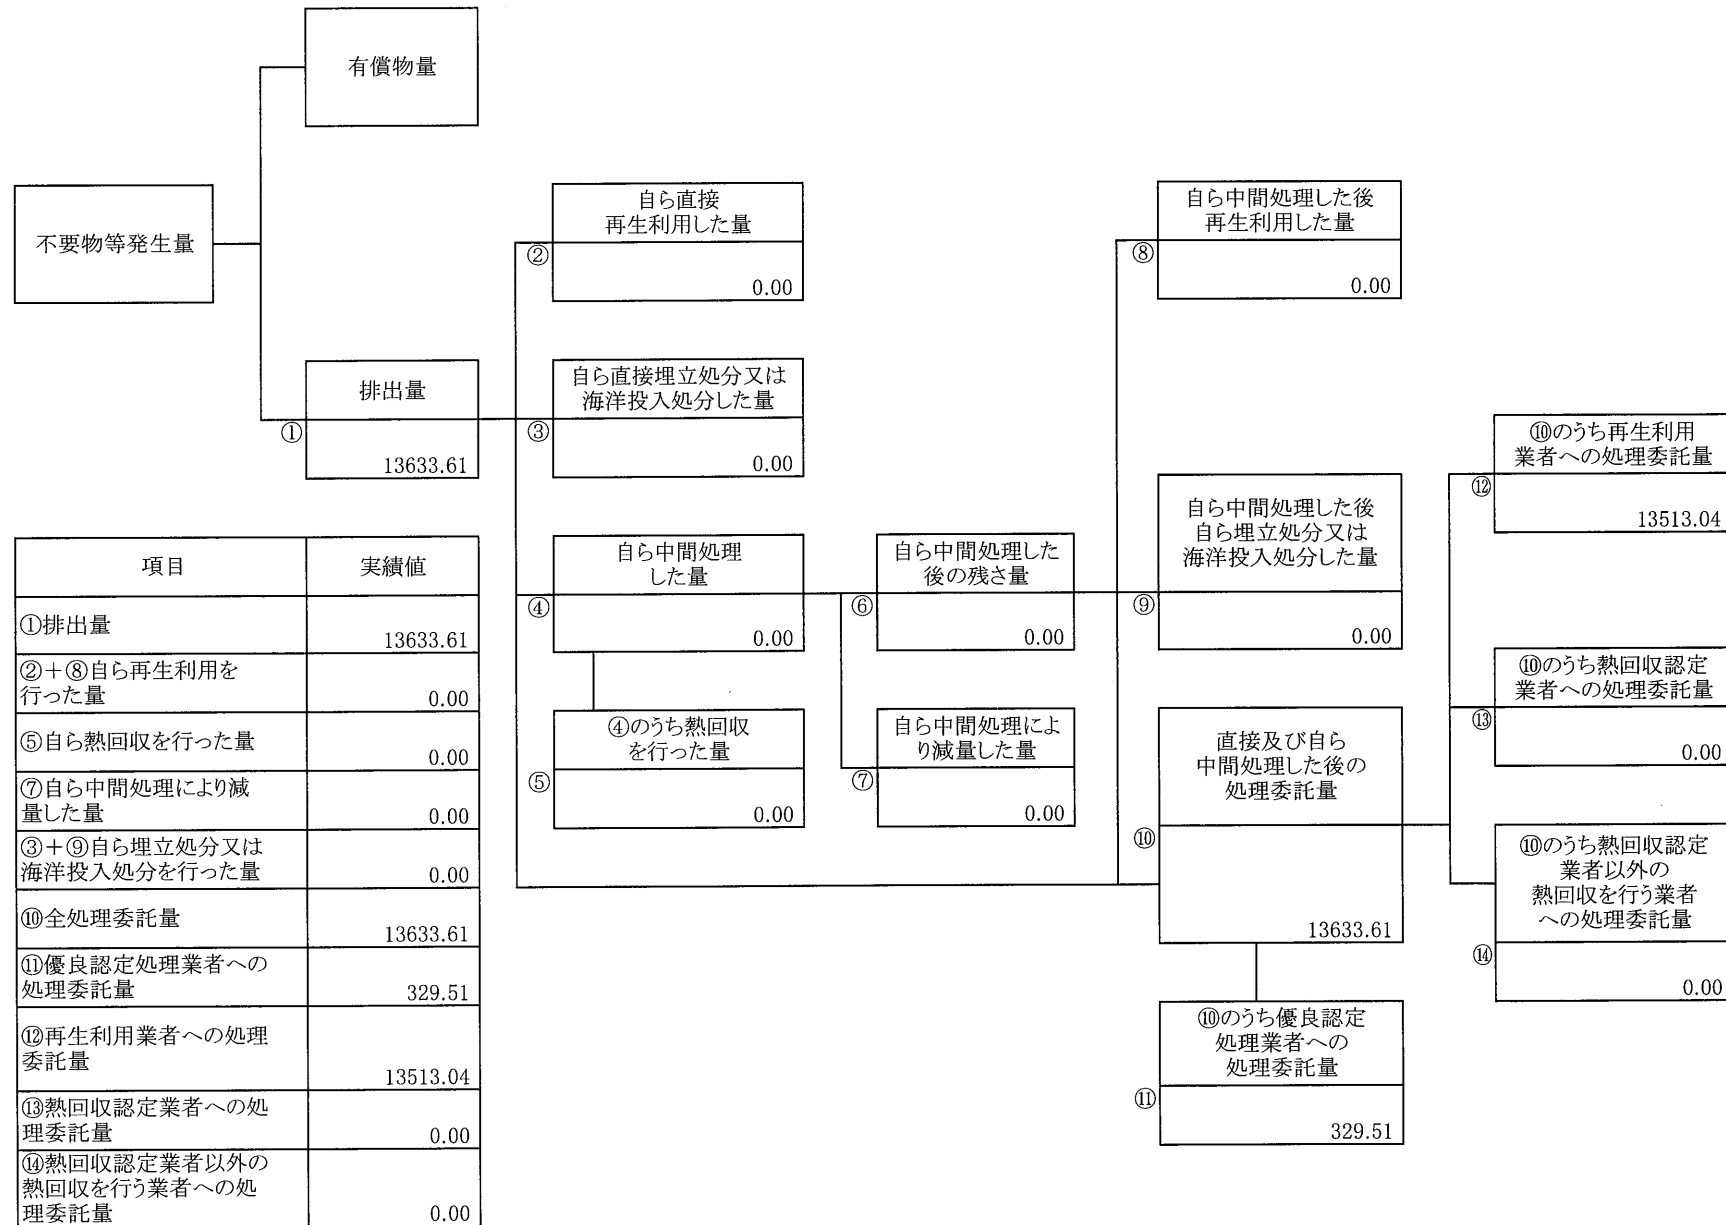 有償物量
不要物等発生量
自ら直接
再生利用した量
②
0.00
自ら中間処理した後
再生利用した量
⑧
0.00
排出量
①
13633.61
自ら直接埋立処分又は
海洋投入処分した量
③
0.00
⑩のうち再生利用
業者への処理委託量
⑫
13513.04
自ら中間処理
した量
④
0.00
自ら中間処理した
後の残さ量
⑥
0.00
自ら中間処理した後
自ら埋立処分又は
海洋投入処分した量
⑨
0.00
⑩のうち熱回収認定
業者への処理委託量
⑬
0.00
④のうち熱回収
を行った量
⑤
0.00
自ら中間処理によ
り減量した量
⑦
0.00
直接及び自ら
中間処理した後の
処理委託量
⑩
13633.61
⑩のうち熱回収認定
業者以外の
熱回収を行う業者
への処理委託量
⑭
0.00
⑩のうち優良認定
処理業者への
処理委託量
⑪
329.51
項目 実績値
①排出量 13633.61
②+⑧自ら再生利用を
行った量 0.00
⑤自ら熱回収を行った量 0.00
⑦自ら中間処理により減
量した量 0.00
③+⑨自ら埋立処分又は
海洋投入処分を行った量 0.00
⑩全処理委託量 13633.61
⑪優良認定処理業者への
処理委託量 329.51
⑫再生利用業者への処理
委託量 13513.04
⑬熱回収認定業者への処
理委託量 0.00
⑭熱回収認定業者以外の
熱回収を行う業者への処
理委託量 0.00